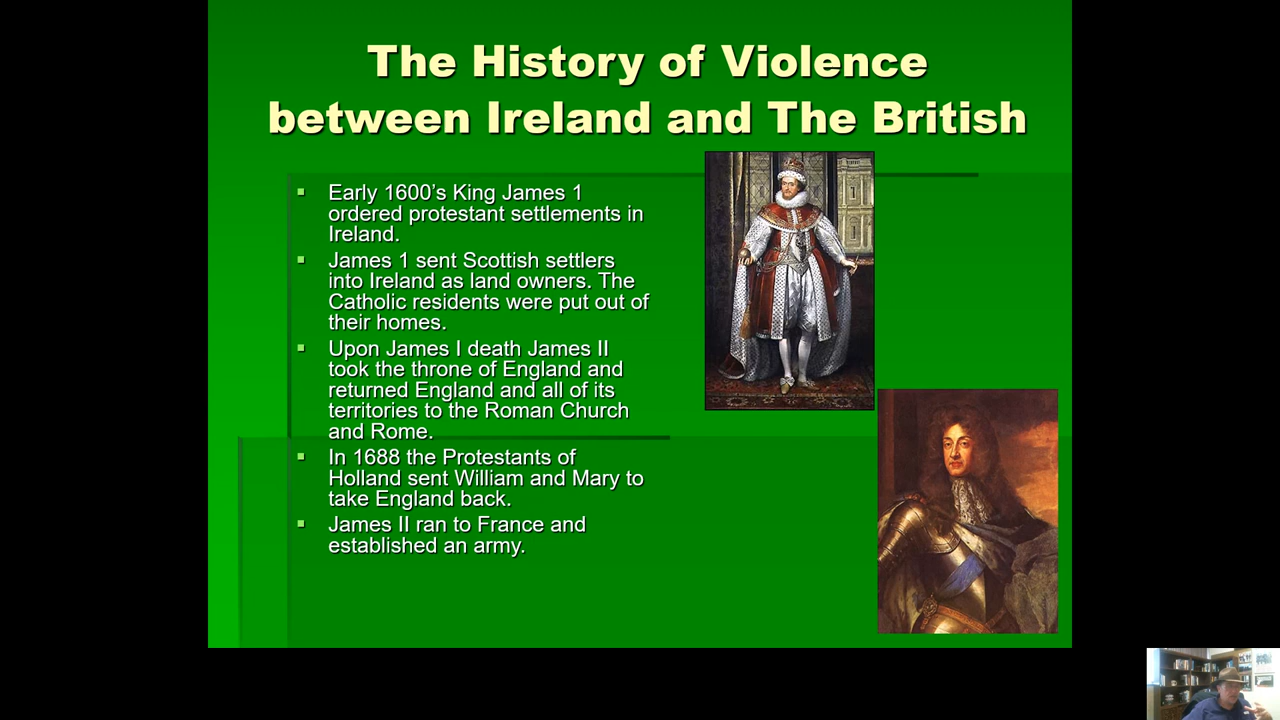 The History of Violence
between Ireland and The British
Early 1600's King James 1
ordered protestant settlements in
Ireland.
James 1 sent Scottish settlers
into Ireland as land owners. The
Catholic residents were put out of
their homes.
Upon James I death James II
took the throne of England and
returned England and all of its
territories to the Roman Church
and Rome.
In 1688 the Protestants of
Holland sent William and Mary to
take England back.
James II ran to France and
established an army.